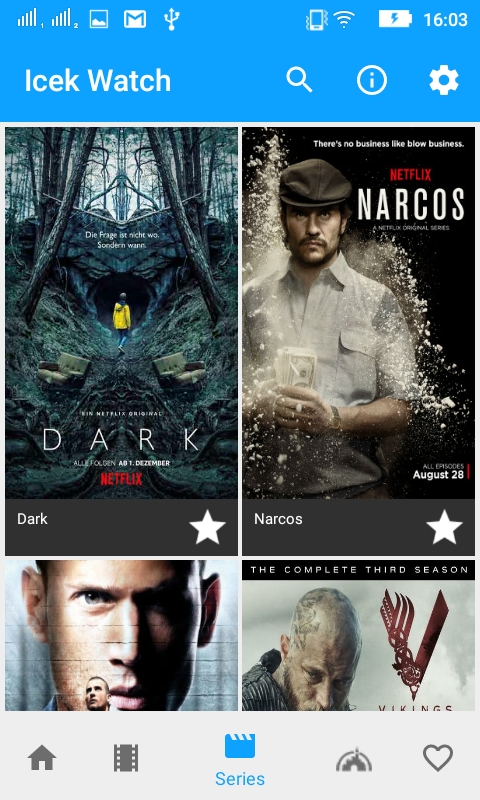 1 2 16:03
Icek Watch
Die Frage ist nicht wo.
Sondern wann.
EIN NETFLIX ORIGINAL
DARK
ALLE FOLGEN AB 1. DEZEMBER
NETFLIX
Dark
There's no business like blow business.
NETFLIX
NARCOS
A NETFLIX ORIGINAL SERIES
ALL EPISODES
August 28
Narcos
THE COMPLETE THIRD SEASON
VIKINGS
Series